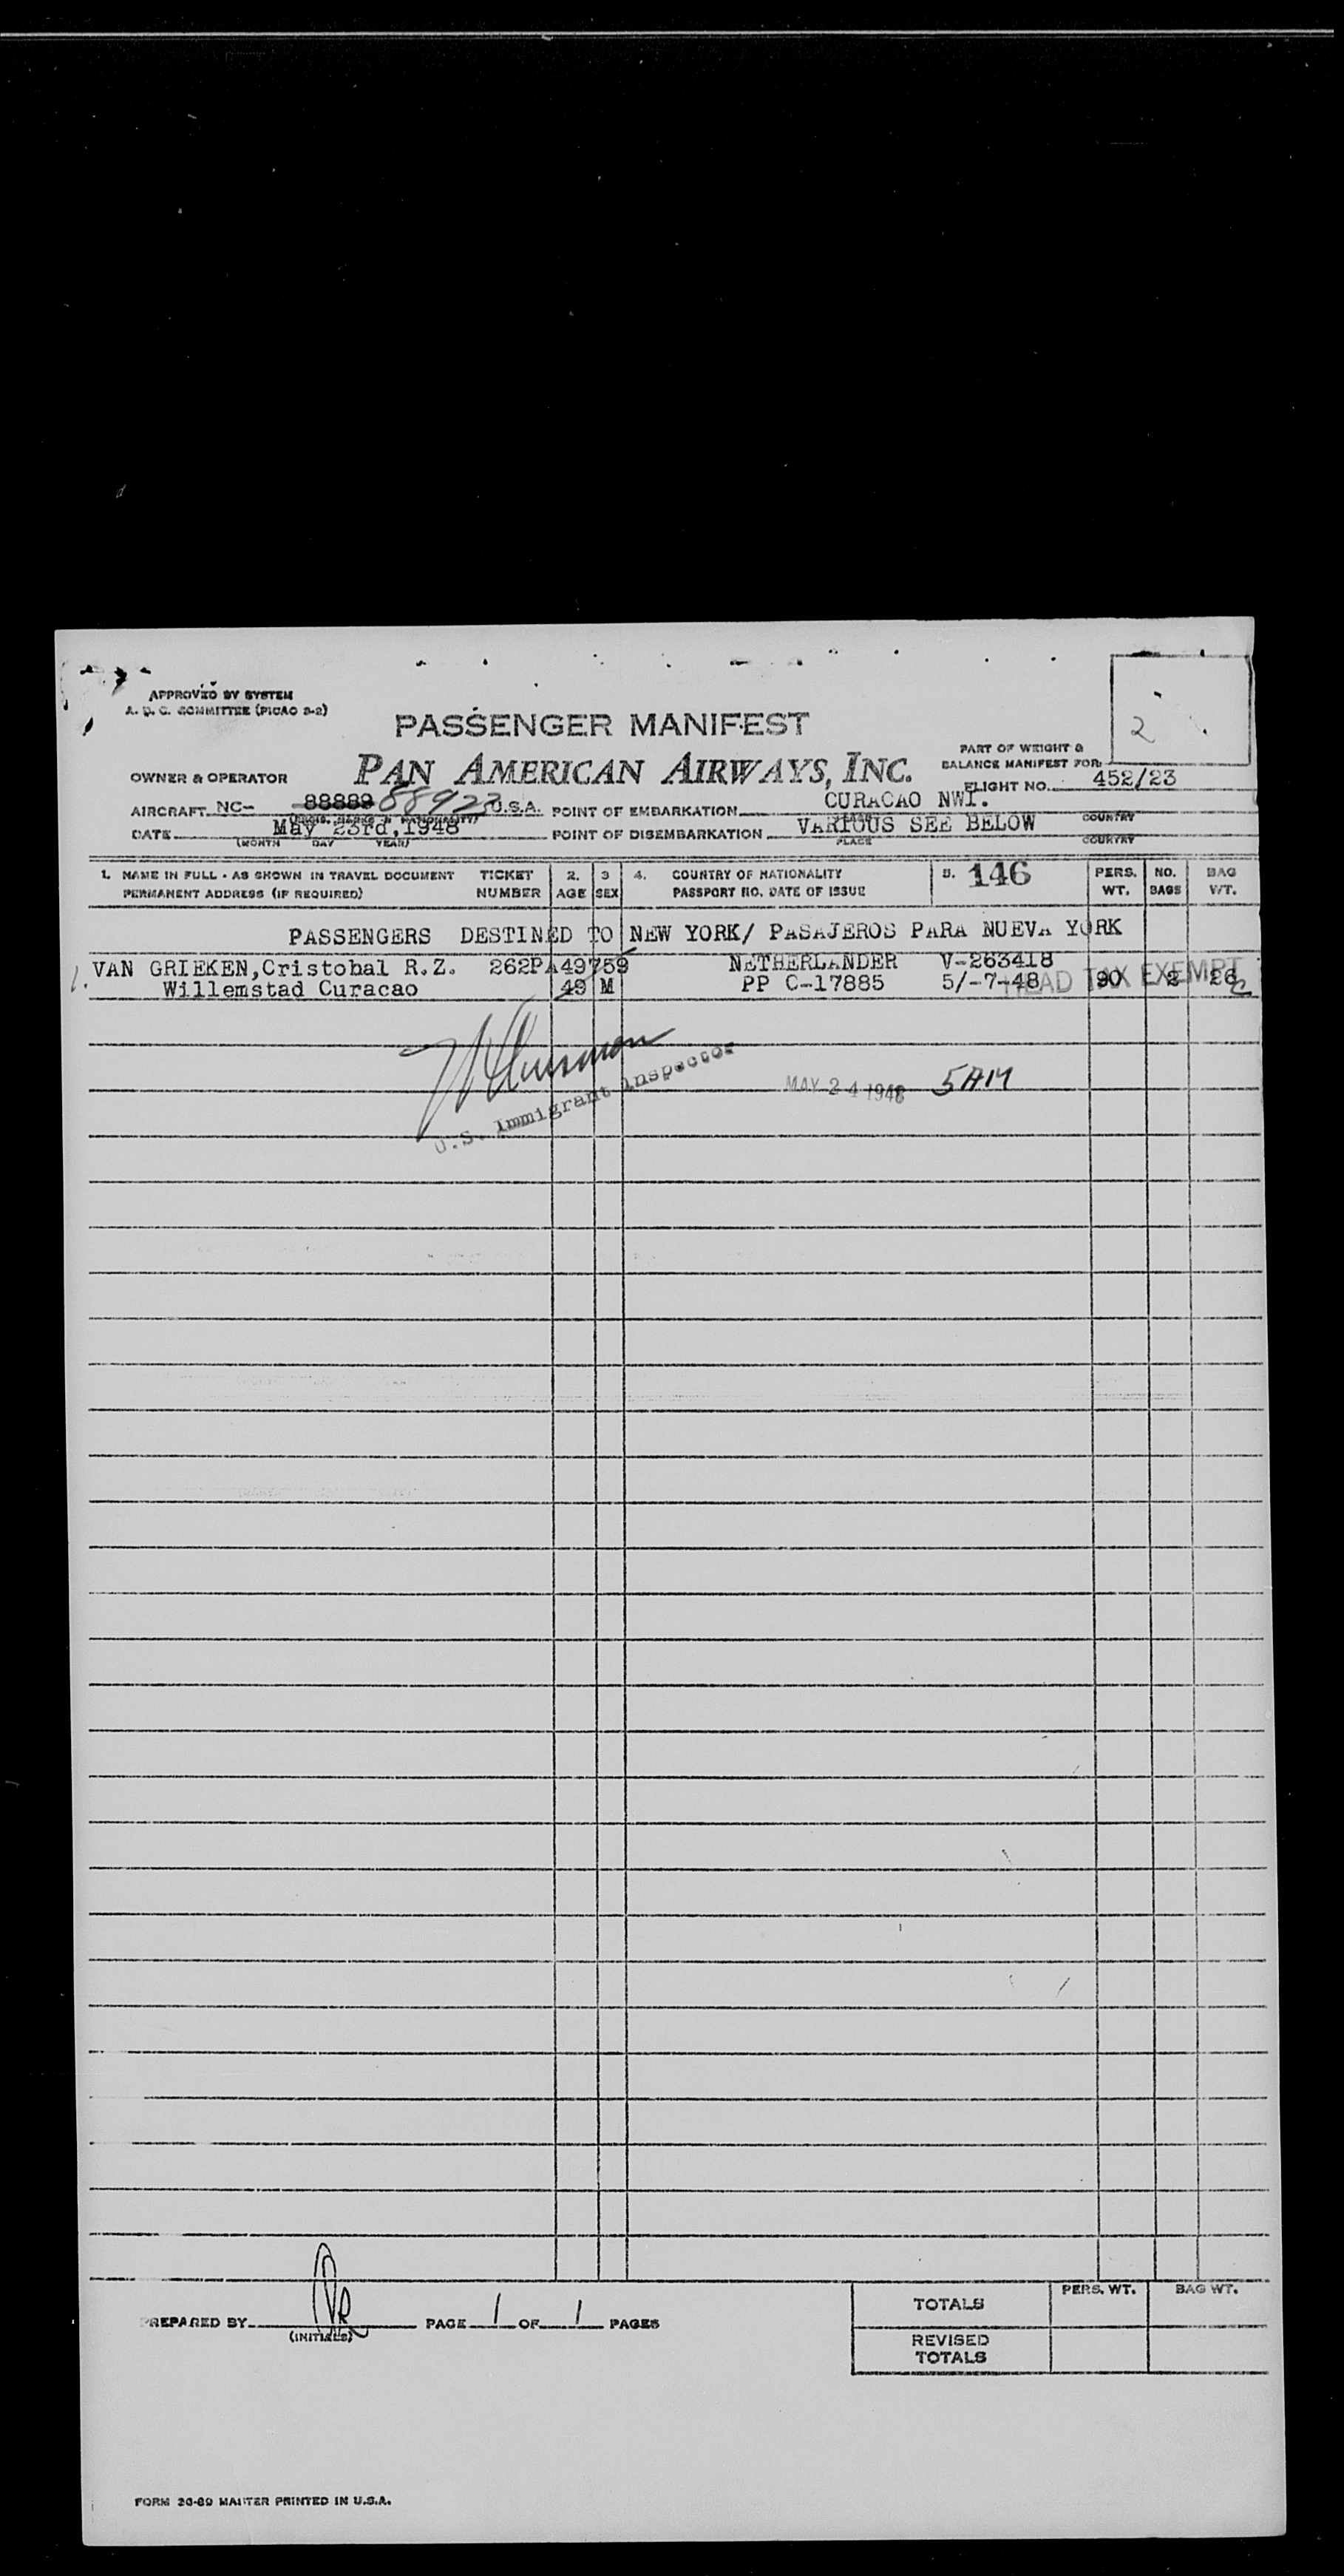 APPROVED BY SYSTEM
A. D. C. COMMITTEE (PICAO 2-2)
2
PASSENGER MANIFEST
PART OF WEIGHT &
BALANCE MANIFEST FOR:
PAN AMERICAN AIRWAYS, INC.
OWNER & OPERATOR
FLIGHT NO. 452/23
AIRCRAFT NC- 88889 88923 U.S.A. POINT OF EMBARKATION CURACAO NWI.
COUNTRY
DATE May 23rd, 1948 POINT OF DISEMBARKATION VARIOUS SEE BELOW
(MONTH DAY YEAR) PLACE COUNTRY
1. NAME IN FULL - AS SHOWN IN TRAVEL DOCUMENT TICKET 2. 3 4. COUNTRY OF NATIONALITY 5. 146 PERS. NO. BAG
PERMANENT ADDRESS (IF REQUIRED) NUMBER AGE SEX PASSPORT NO. DATE OF ISSUE WT. BAGS WT.
PASSENGERS DESTINED TO NEW YORK/ PASAJEROS PARA NUEVA YORK
1. VAN GRIEKEN, Cristobal R.Z. 262PA49759 NETHERLANDER V-263418
Willemstad Curacao 49 M PP C-17885 5/-7-48 HEAD TAX EXEMPT 90 2 26
U.S. Immigrant Inspector
MAY 24 1948 5AM
PERS. WT. BAG WT.
TOTALS
PREPARED BY PAGE 1 OF 1 PAGES
(INITIALS)
REVISED
TOTALS
FORM 20-89 MASTER PRINTED IN U.S.A.